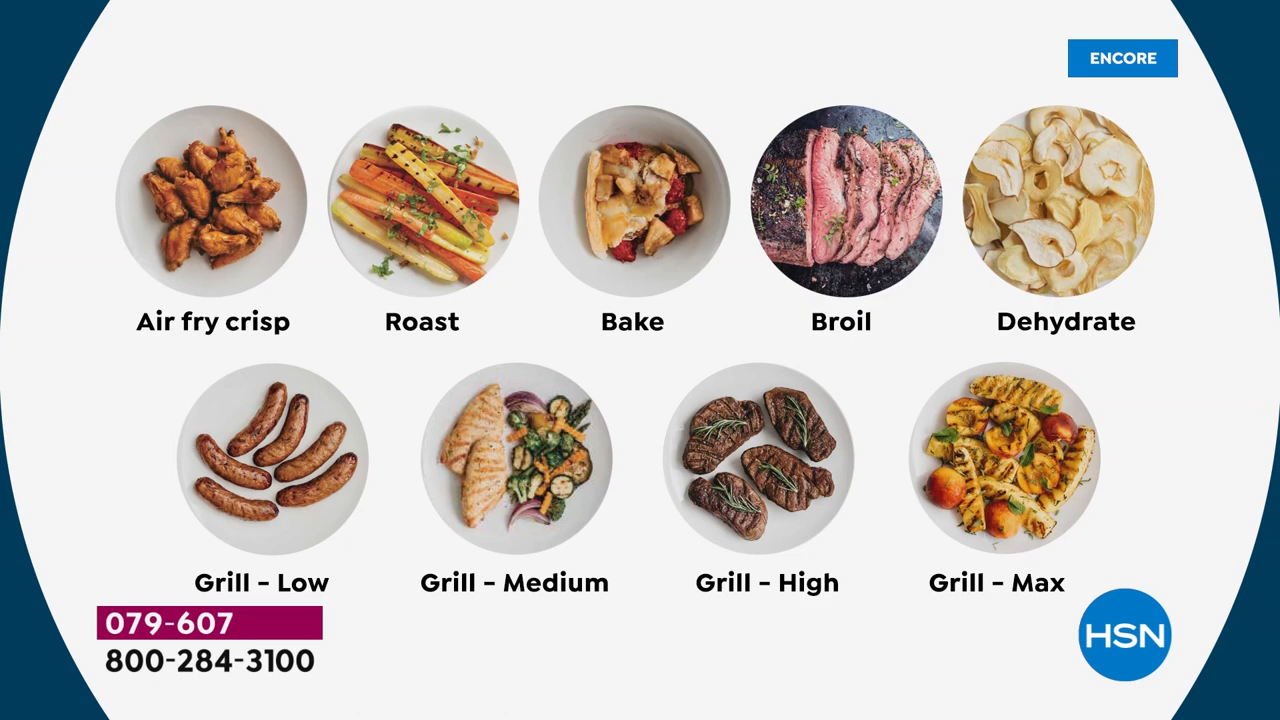 ENCORE
Air fry crisp
Roast
Bake
Broil
Dehydrate
Grill - Low
Grill - Medium
Grill - High
Grill - Max
079-607
800-284-3100
HSN